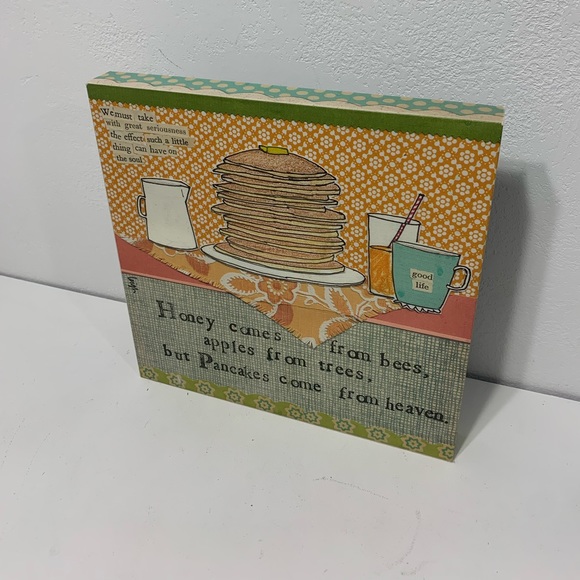 We must take
with great seriousness
the effect such a little
thing can have on
the soul
good
life
Honey comes from bees,
apples from trees,
but Pancakes come from heaven.